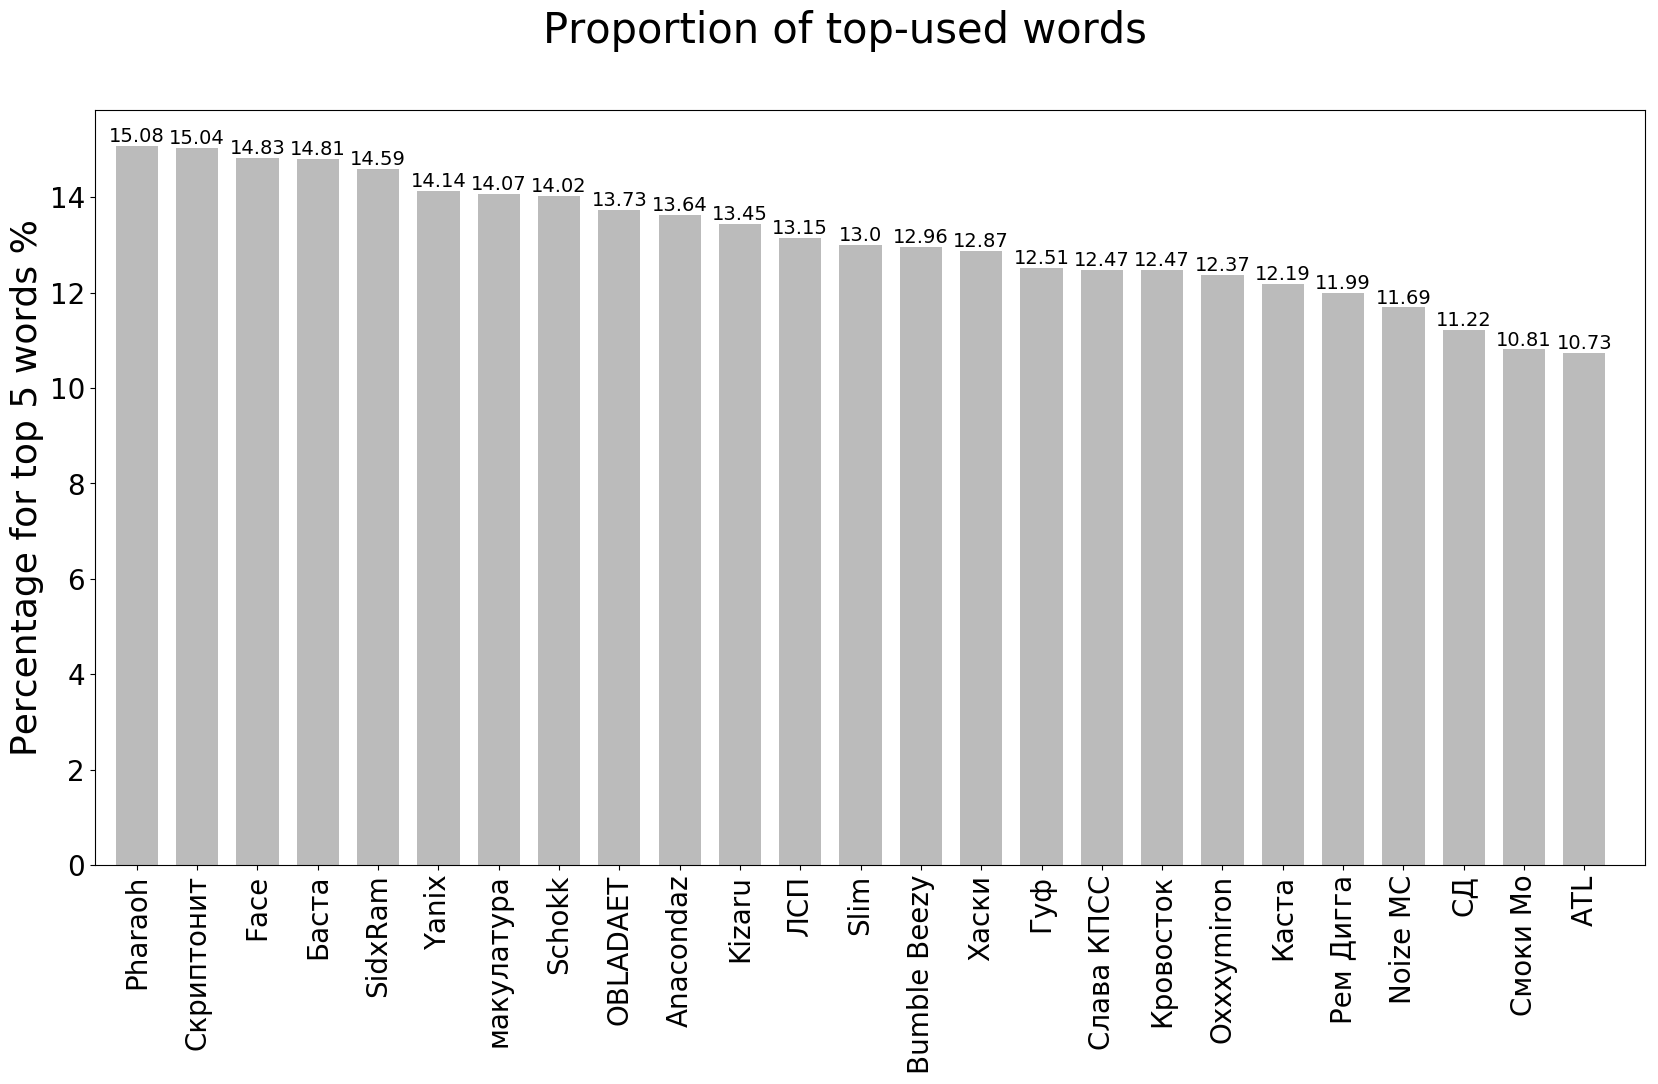 Proportion of top-used words
Percentage for top 5 words %
14
12
10
8
6
4
2
0
15.08
15.04
14.83
14.81
14.59
14.14
14.07
14.02
13.73
13.64
13.45
13.15
13.0
12.96
12.87
12.51
12.47
12.47
12.37
12.19
11.99
11.69
11.22
10.81
10.73
Pharaoh
Скриптонит
Face
Баста
SidxRam
Yanix
макулатура
Schokk
OBLADAET
Anacondaz
Kizaru
ЛСП
Slim
Bumble Beezy
Хаски
Гуф
Слава КПСС
Кровосток
Oxxxymiron
Каста
Рем Дигга
Noize MC
СД
Смоки Мо
ATL